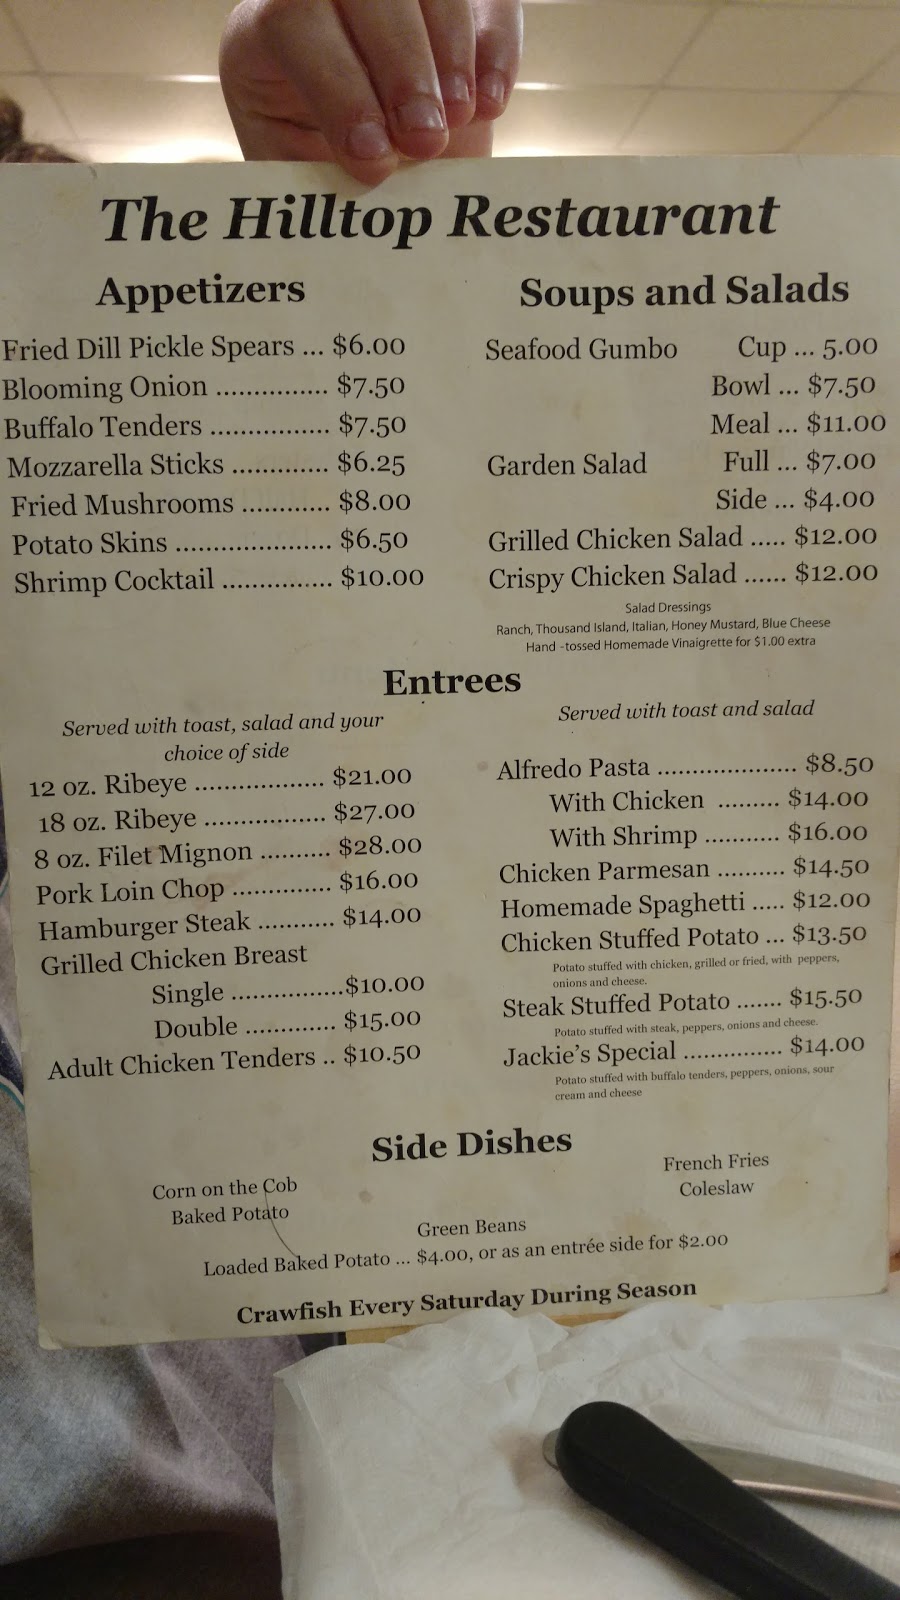 The Hilltop Restaurant
Appetizers
Fried Dill Pickle Spears ... $6.00
Blooming Onion ............... $7.50
Buffalo Tenders ................ $7.50
Mozzarella Sticks ............. $6.25
Fried Mushrooms ............ $8.00
Potato Skins ...................... $6.50
Shrimp Cocktail ............... $10.00
Soups and Salads
Seafood Gumbo Cup ... 5.00
Bowl ... $7.50
Meal ... $11.00
Garden Salad Full ... $7.00
Side ... $4.00
Grilled Chicken Salad ..... $12.00
Crispy Chicken Salad ...... $12.00
Salad Dressings
Ranch, Thousand Island, Italian, Honey Mustard, Blue Cheese
Hand -tossed Homemade Vinaigrette for $1.00 extra
Entrees
Served with toast, salad and your
choice of side
12 oz. Ribeye .................. $21.00
18 oz. Ribeye ................. $27.00
8 oz. Filet Mignon .......... $28.00
Pork Loin Chop .............. $16.00
Hamburger Steak ........... $14.00
Grilled Chicken Breast
Single .................$10.00
Double ............. $15.00
Adult Chicken Tenders .. $10.50
Served with toast and salad
Alfredo Pasta ..................... $8.50
With Chicken ......... $14.00
With Shrimp ........... $16.00
Chicken Parmesan .......... $14.50
Homemade Spaghetti ..... $12.00
Chicken Stuffed Potato ... $13.50
Potato stuffed with chicken, grilled or fried, with peppers,
onions and cheese.
Steak Stuffed Potato ....... $15.50
Potato stuffed with steak, peppers, onions and cheese.
Jackie's Special ............... $14.00
Potato stuffed with buffalo tenders, peppers, onions, sour
cream and cheese
Side Dishes
Corn on the Cob
Baked Potato
French Fries
Coleslaw
Green Beans
Loaded Baked Potato ... $4.00, or as an entrée side for $2.00
Crawfish Every Saturday During Season